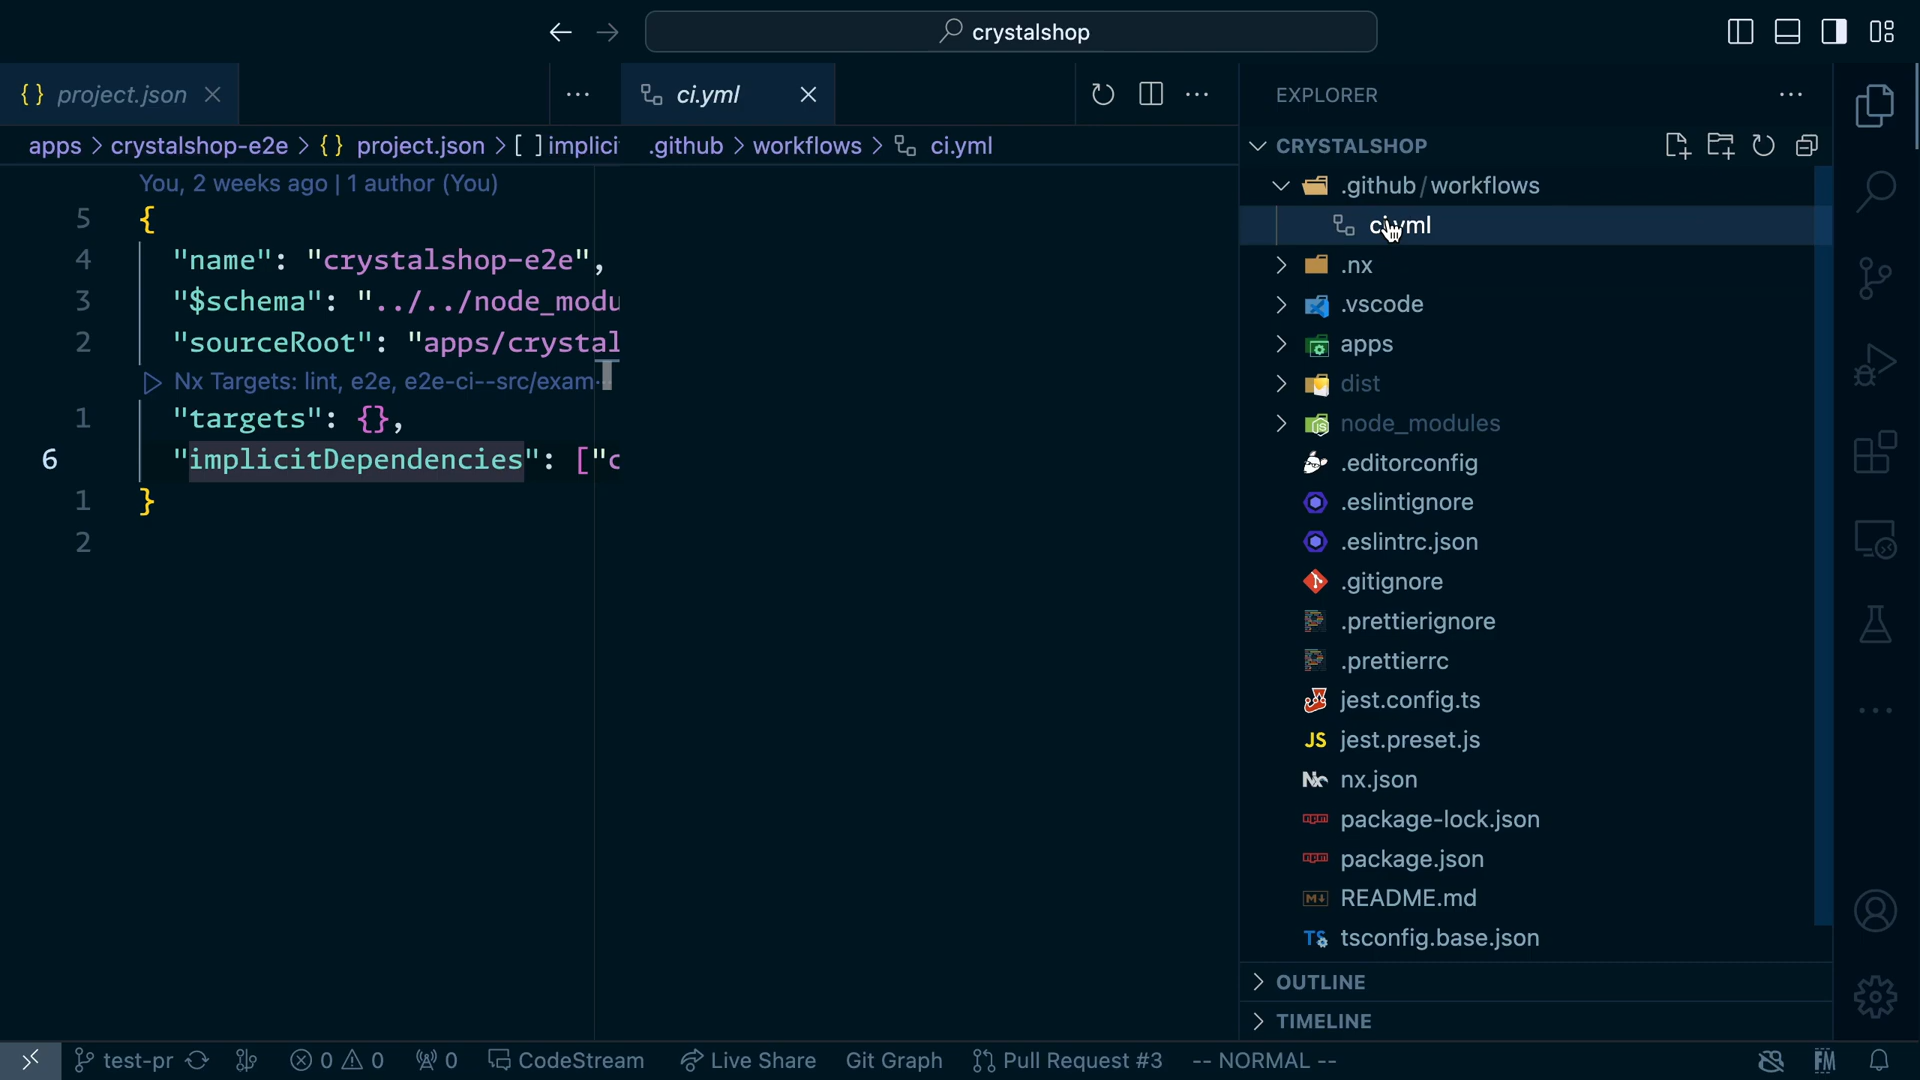 crystalshop
{ } project.json
ci.yml
apps > crystalshop-e2e > {} project.json > [ ] implici
.github > workflows > ci.yml
You, 2 weeks ago | 1 author (You)
5 {
4 "name": "crystalshop-e2e",
3 "$schema": "../../node_modu
2 "sourceRoot": "apps/crystal
Nx Targets: lint, e2e, e2e-ci--src/exam
1 "targets": {},
6 "implicitDependencies": ["c
1 }
2
EXPLORER
CRYSTALSHOP
.github/workflows
ci.yml
.nx
.vscode
apps
dist
node_modules
.editorconfig
.eslintignore
.eslintrc.json
.gitignore
.prettierignore
.prettierrc
jest.config.ts
JS jest.preset.js
nx.json
package-lock.json
package.json
README.md
TS tsconfig.base.json
OUTLINE
TIMELINE
test-pr 0 0 0 CodeStream Live Share Git Graph Pull Request #3 -- NORMAL --